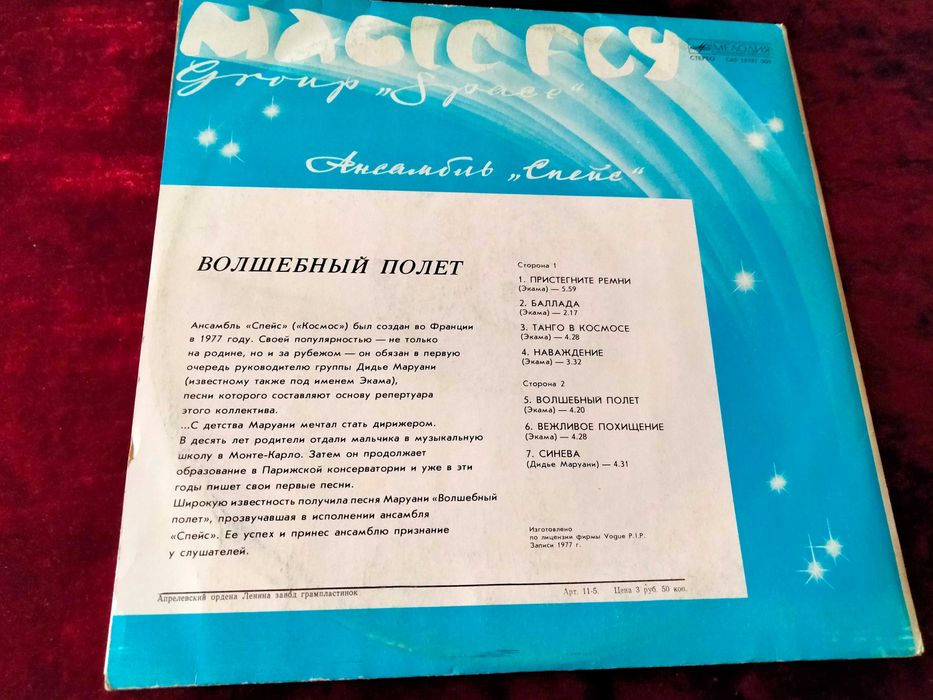 MAGIC FLY
Group „Space“
МЕЛОДИЯ
СТЕРЕО
Ансамбль „Спейс“
ВОЛШЕБНЫЙ ПОЛЕТ
Ансамбль «Спейс» («Космос») был создан во Франции
в 1977 году. Своей популярностью — не только
на родине, но и за рубежом — он обязан в первую
очередь руководителю группы Дидье Маруани
(известному также под именем Экама),
песни которого составляют основу репертуара
этого коллектива.
...С детства Маруани мечтал стать дирижером.
В десять лет родители отдали мальчика в музыкальную
школу в Монте-Карло. Затем он продолжает
образование в Парижской консерватории и уже в эти
годы пишет свои первые песни.
Широкую известность получила песня Маруани «Волшебный
полет», прозвучавшая в исполнении ансамбля
«Спейс». Ее успех и принес ансамблю признание
у слушателей.
Сторона 1
1. ПРИСТЕГНИТЕ РЕМНИ
(Экама) — 5.59
2. БАЛЛАДА
(Экама) — 2.17
3. ТАНГО В КОСМОСЕ
(Экама) — 4.28
4. НАВАЖДЕНИЕ
(Экама) — 3.32
Сторона 2
5. ВОЛШЕБНЫЙ ПОЛЕТ
(Экама) — 4.20
6. ВЕЖЛИВОЕ ПОХИЩЕНИЕ
(Экама) — 4.28
7. СИНЕВА
(Дидье Маруани) — 4.31
Изготовлено
по лицензии фирмы Vogue P.I.P.
Записи 1977 г.
Апрелевский ордена Ленина завод грампластинок
Арт. 11-5. Цена 3 руб. 50 коп.